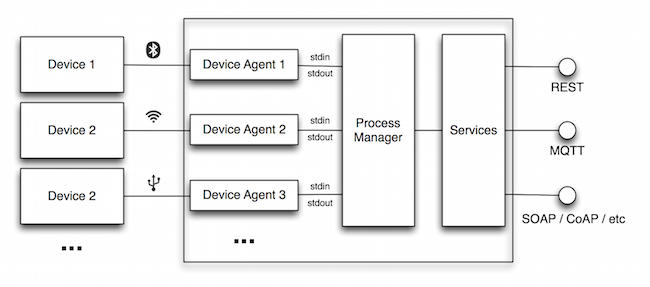 Device 1
Device Agent 1
stdin
stdout
REST
Device 2
Device Agent 2
stdin
stdout
Process
Manager
Services
MQTT
Device 2
Device Agent 3
stdin
stdout
SOAP / CoAP / etc
...
...